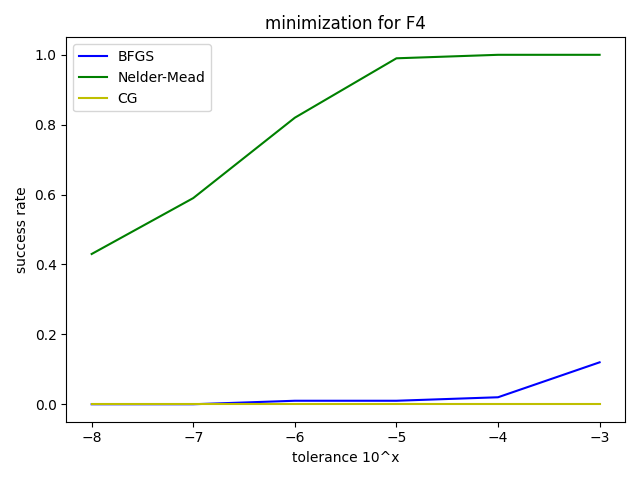 minimization for F4
BFGS
Nelder-Mead
CG
success rate
1.0
0.8
0.6
0.4
0.2
0.0
−8 −7 −6 −5 −4 −3
tolerance 10^x